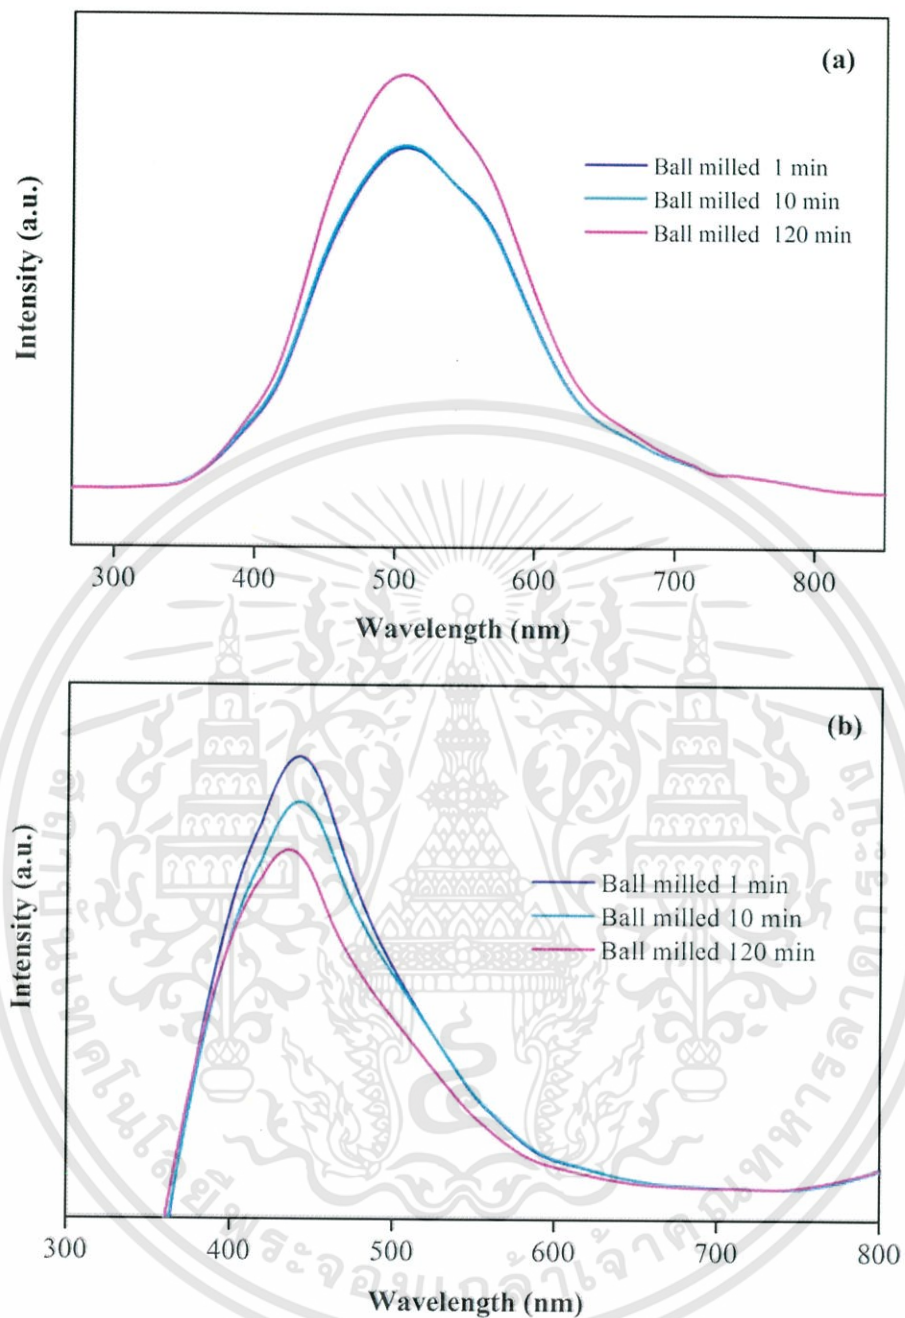 (a)
Ball milled 1 min
Ball milled 10 min
Ball milled 120 min
Intensity (a.u.)
300 400 500 600 700 800
Wavelength (nm)
(b)
Ball milled 1 min
Ball milled 10 min
Ball milled 120 min
Intensity (a.u.)
300 400 500 600 700 800
Wavelength (nm)